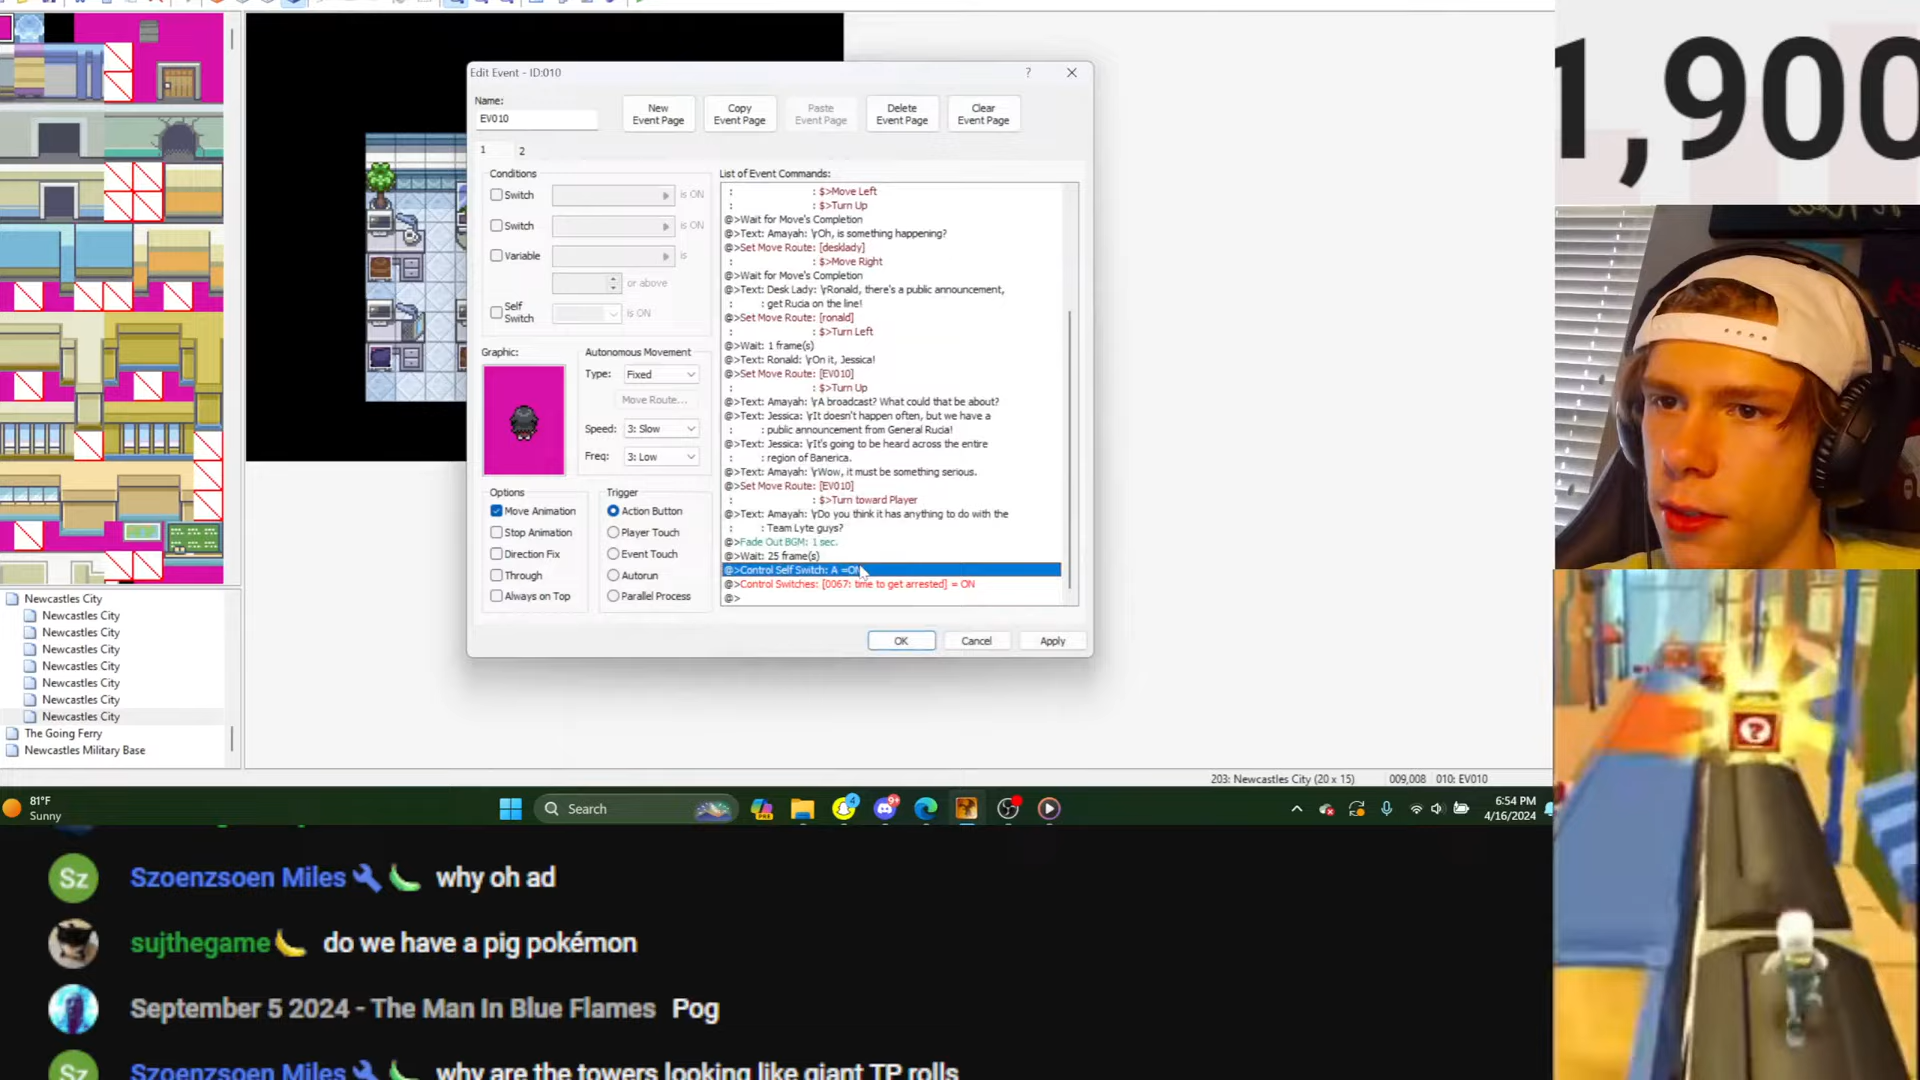 1,900
Edit Event - ID:010
?
Name:
EV010
New
Event Page
Copy
Event Page
Paste
Event Page
Delete
Event Page
Clear
Event Page
1
2
Conditions
Switch
is ON
Switch
is ON
Variable
is
or above
Self
Switch
is ON
Graphic:
Autonomous Movement
Type: Fixed
Move Route...
Speed: 3: Slow
Freq: 3: Low
Options
Move Animation
Stop Animation
Direction Fix
Through
Always on Top
Trigger
Action Button
Player Touch
Event Touch
Autorun
Parallel Process
List of Event Commands:
: : $>Move Left
: : $>Turn Up
@>Wait for Move's Completion
@>Text: Amayah: \rOh, is something happening?
@>Set Move Route: [desklady]
: : $>Move Right
@>Wait for Move's Completion
@>Text: Desk Lady: \rRonald, there's a public announcement,
: : get Rucia on the line!
@>Set Move Route: [ronald]
: : $>Turn Left
@>Wait: 1 frame(s)
@>Text: Ronald: \rOn it, Jessica!
@>Set Move Route: [EV010]
: : $>Turn Up
@>Text: Amayah: \rA broadcast? What could that be about?
@>Text: Jessica: \rIt doesn't happen often, but we have a
: : public announcement from General Rucia!
@>Text: Jessica: \rIt's going to be heard across the entire
: : region of Banerica.
@>Text: Amayah: \rWow, it must be something serious.
@>Set Move Route: [EV010]
: : $>Turn toward Player
@>Text: Amayah: \rDo you think it has anything to do with the
: : Team Lyte guys?
@>Fade Out BGM: 1 sec.
@>Wait: 25 frame(s)
@>Control Self Switch: A =ON
@>Control Switches: [0067: time to get arrested] = ON
@>
OK
Cancel
Apply
Newcastles City
Newcastles City
Newcastles City
Newcastles City
Newcastles City
Newcastles City
Newcastles City
Newcastles City
The Going Ferry
Newcastles Military Base
203: Newcastles City (20 x 15)
009,008
010: EV010
81°F
Sunny
Search
6:54 PM
4/16/2024
Sz Szoenzsoen Miles why oh ad
sujthegame do we have a pig pokémon
September 5 2024 - The Man In Blue Flames Pog
Sz Szoenzsoen Miles why are the towers looking like giant TP rolls